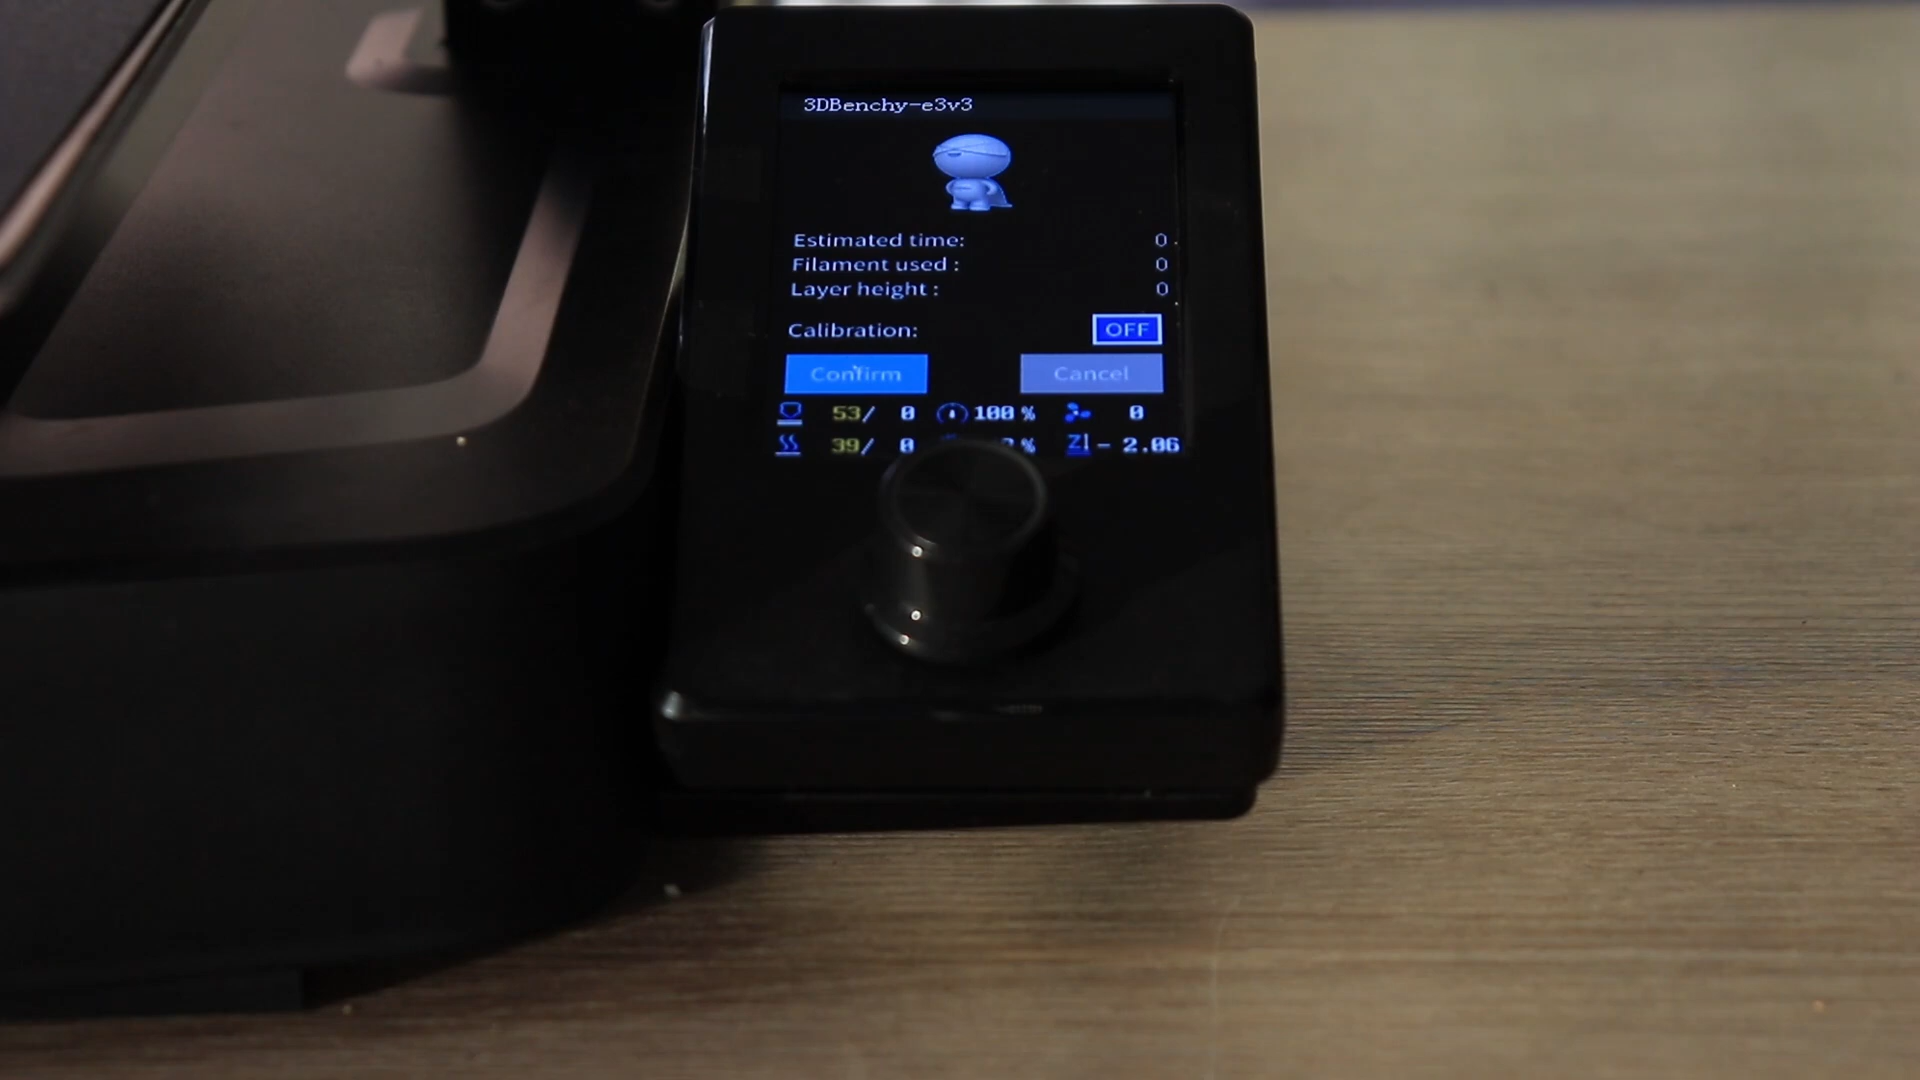 3DBenchy-e3v3
Estimated time: 0
Filament used : 0
Layer height : 0
Calibration: OFF
Confirm Cancel
53/ 0 100 % 0
39/ 0 % Z - 2.06